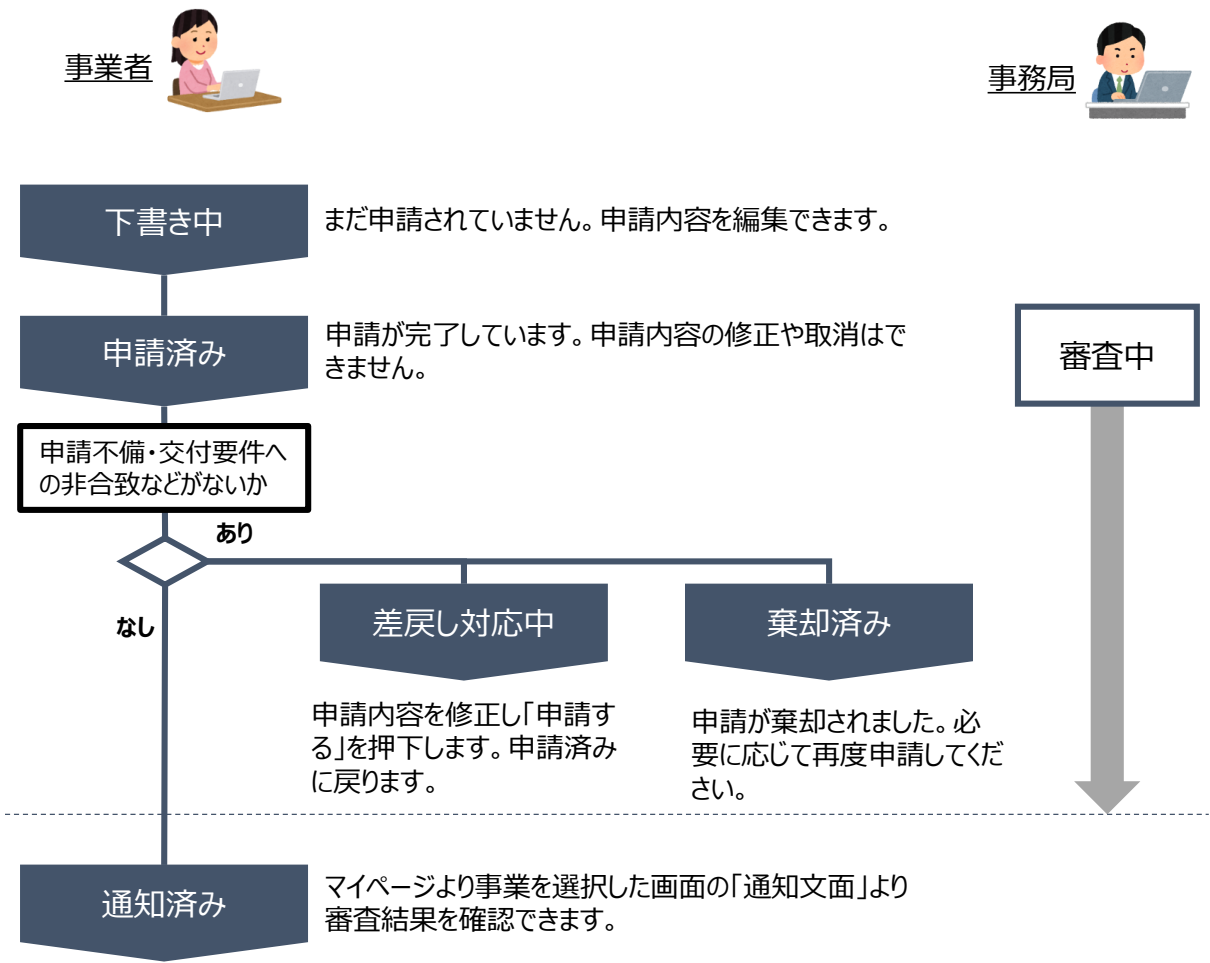 事業者
事務局
下書き中
まだ申請されていません。申請内容を編集できます。
申請済み
申請が完了しています。申請内容の修正や取消はで
きません。
審査中
申請不備・交付要件へ
の非合致などがないか
あり
なし
差戻し対応中
棄却済み
申請内容を修正し「申請す
る」を押下します。申請済み
に戻ります。
申請が棄却されました。必
要に応じて再度申請してくだ
さい。
通知済み
マイページより事業を選択した画面の「通知文面」より
審査結果を確認できます。